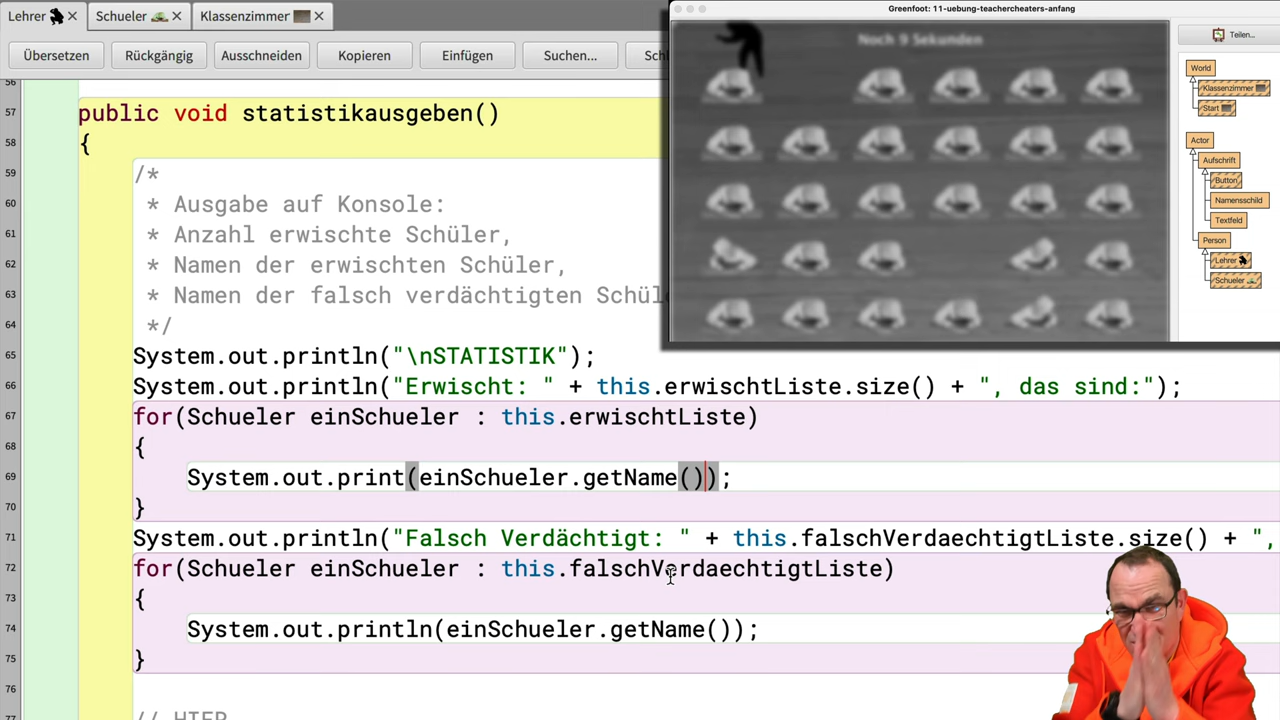 Lehrer
Schueler
Klassenzimmer
Greenfoot: 11-uebung-teachercheaters-anfang
Übersetzen
Rückgängig
Ausschneiden
Kopieren
Einfügen
Suchen...
Noch 9 Sekunden
Teilen...
World
Klassenzimmer
Start
Actor
Aufschrift
Button
Namensschild
Textfeld
Person
Lehrer
Schueler
56
57 public void statistikausgeben()
58 {
59 /*
60 * Ausgabe auf Konsole:
61 * Anzahl erwischte Schüler,
62 * Namen der erwischten Schüler,
63 * Namen der falsch verdächtigten Schül
64 */
65 System.out.println("\nSTATISTIK");
66 System.out.println("Erwischt: " + this.erwischtListe.size() + ", das sind:");
67 for(Schueler einSchueler : this.erwischtListe)
68 {
69 System.out.print(einSchueler.getName());
70 }
71 System.out.println("Falsch Verdächtigt: " + this.falschVerdaechtigtListe.size() + ",
72 for(Schueler einSchueler : this.falschVerdaechtigtListe)
73 {
74 System.out.println(einSchueler.getName());
75 }
76
77 // HIER